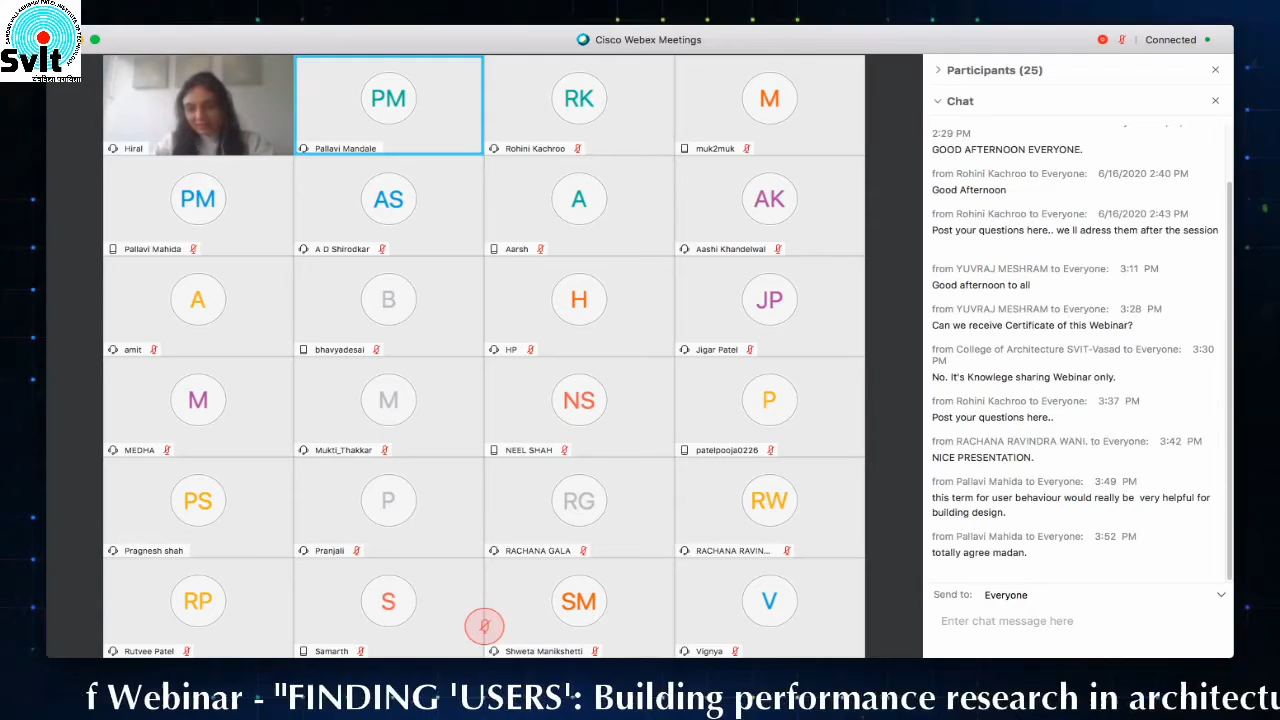 Cisco Webex Meetings
Connected
SVIT
Hiral
PM
Pallavi Mandale
RK
Rohini Kachroo
M
muk2muk
PM
Pallavi Mahida
AS
A D Shirodkar
A
Aarsh
AK
Aashi Khandelwal
A
amit
B
bhavyadesai
H
HP
JP
Jigar Patel
M
MEDHA
M
Mukti_Thakkar
NS
NEEL SHAH
P
patelpooja0226
PS
Pragnesh shah
P
Pranjali
RG
RACHANA GALA
RW
RACHANA RAVIN...
RP
Rutvee Patel
S
Samarth
SM
Shweta Manikshetti
V
Vignya
Participants (25)
Chat
2:29 PM
GOOD AFTERNOON EVERYONE.
from Rohini Kachroo to Everyone: 6/16/2020 2:40 PM
Good Afternoon
from Rohini Kachroo to Everyone: 6/16/2020 2:43 PM
Post your questions here.. we ll adress them after the session
from YUVRAJ MESHRAM to Everyone: 3:11 PM
Good afternoon to all
from YUVRAJ MESHRAM to Everyone: 3:28 PM
Can we receive Certificate of this Webinar?
from College of Architecture SVIT-Vasad to Everyone: 3:30
PM
No. It's Knowlege sharing Webinar only.
from Rohini Kachroo to Everyone: 3:37 PM
Post your questions here..
from RACHANA RAVINDRA WANI. to Everyone: 3:42 PM
NICE PRESENTATION.
from Pallavi Mahida to Everyone: 3:49 PM
this term for user behaviour would really be very helpful for
building design.
from Pallavi Mahida to Everyone: 3:52 PM
totally agree madan.
Send to: Everyone
Enter chat message here
f Webinar - "FINDING 'USERS': Building performance research in architectu